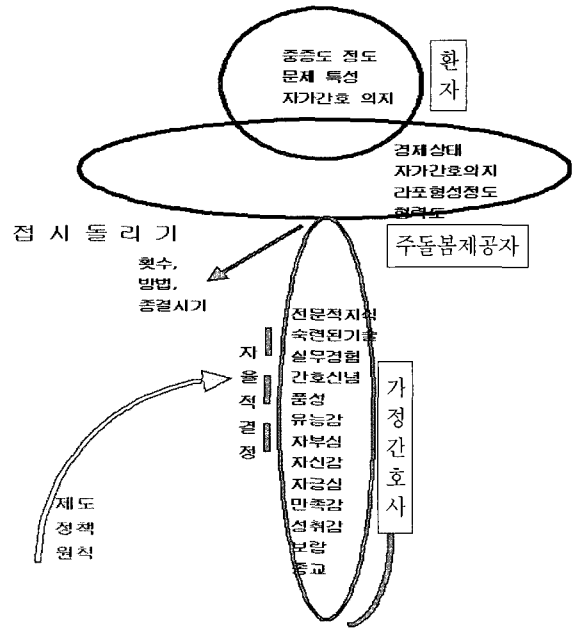 중증도 정도
문제 특성
자가간호 의지
환자
경제상태
자가간호의지
라포형성정도
협력도
주돌봄제공자
접시돌리기
횟수,
방법,
종결시기
전문적지식
숙련된기술
실무경험
간호신념
품성
유능감
자부심
자신감
자긍심
만족감
성취감
보람
종교
자율적결정
가정간호사
제도
정책
원칙